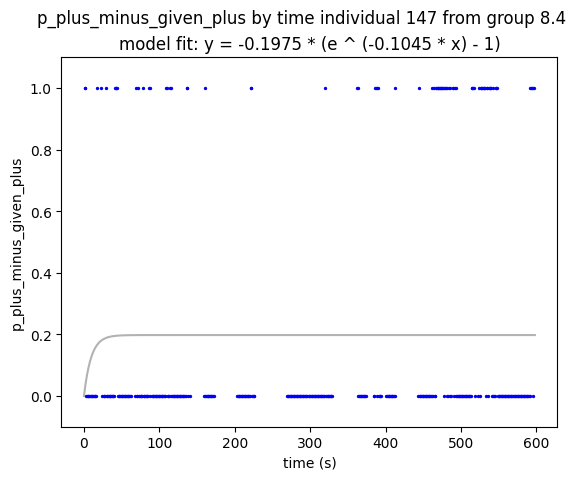 p_plus_minus_given_plus by time individual 147 from group 8.4
model fit: y = -0.1975 * (e ^ (-0.1045 * x) - 1)
p_plus_minus_given_plus
1.0
0.8
0.6
0.4
0.2
0.0
0 100 200 300 400 500 600
time (s)